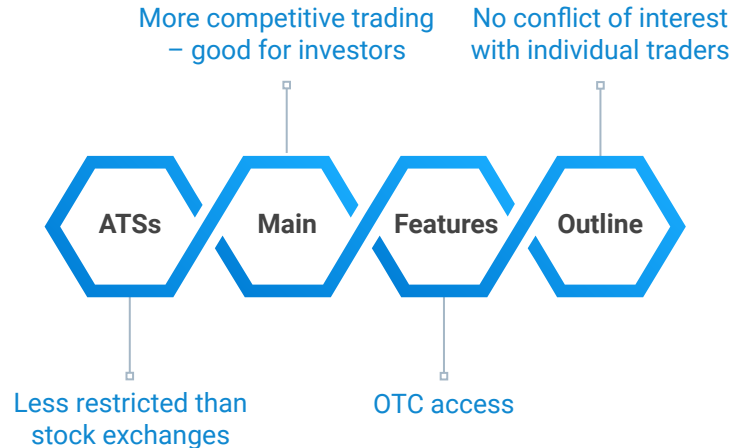 More competitive trading
– good for investors
No conflict of interest
with individual traders
ATSs
Main
Features
Outline
Less restricted than
stock exchanges
OTC access